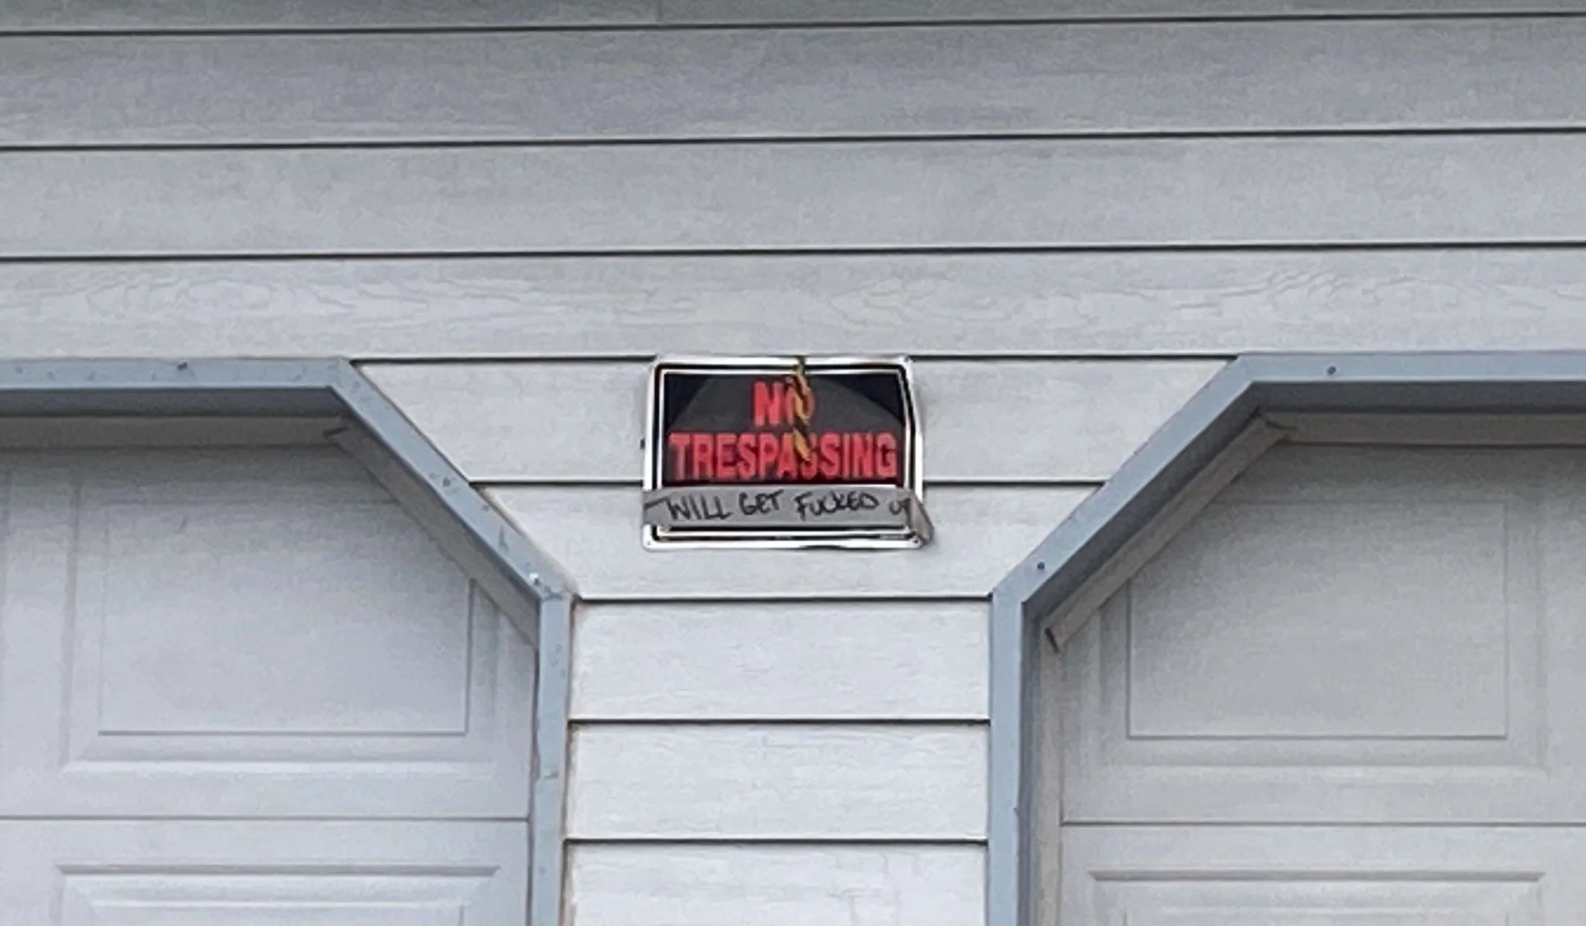 NO
TRESPASSING
WILL GET FUCKED UP